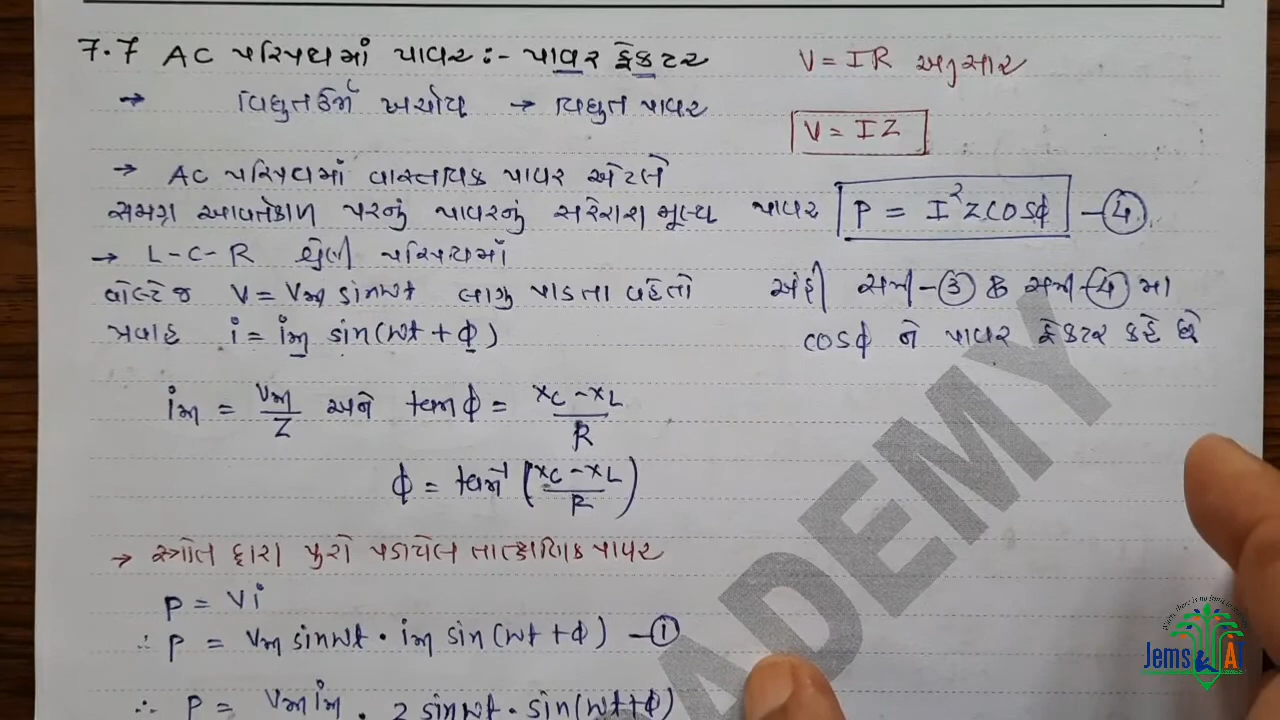 7.7 AC પરિપથમાં પાવર :- પાવર ફેક્ટર
→ વિદ્યુતઊર્જા ખર્ચાય → વિદ્યુત પાવર
→ AC પરિપથમાં વાસ્તવિક પાવર એટલે
સમગ્ર આવર્તકાળ પરનું પાવરનું સરેરાશ મૂલ્ય
→ L-C-R શ્રેણી પરિપથમાં
વોલ્ટેજ V = Vm sinωt લાગુ પાડતા વહેતો
પ્રવાહ i = im sin(ωt + ϕ)
im = Vm/Z અને tanϕ = (XC - XL)/R
ϕ = tan⁻¹ ((XC - XL)/R)
→ સ્ત્રોત દ્વારા પુરો પડાયેલ તાત્કાણિક પાવર
P = Vi
∴ P = Vm sinωt · im sin(ωt + ϕ) —①
∴ P = Vm im · 2 sinωt · sin(ωt+ϕ)
V = IR અનુસાર
V = IZ
પાવર P = I²Z cosϕ —④
અહી સમી-③ & સમી-④ મા
cosϕ ને પાવર ફેક્ટર કહે છે
ADEMY
Jems & AT